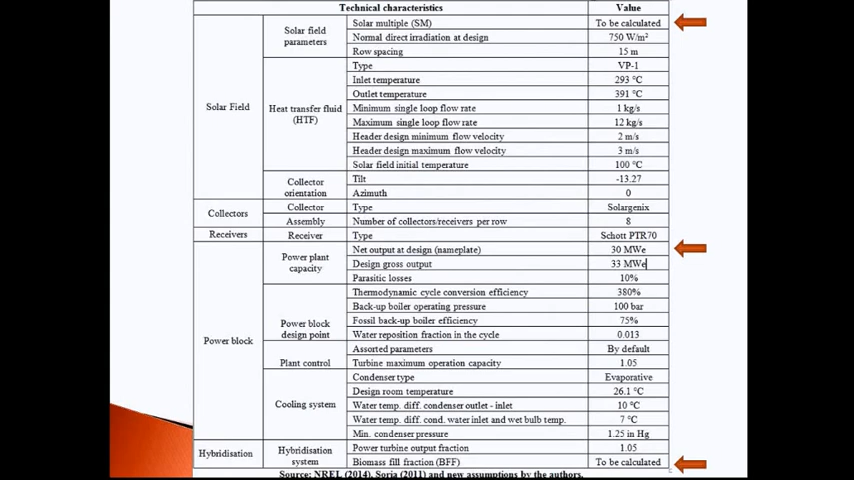 Technical characteristics Value
Solar Field
Solar field parameters
Solar multiple (SM) To be calculated
Normal direct irradiation at design 750 W/m²
Row spacing 15 m
Heat transfer fluid (HTF)
Type VP-1
Inlet temperature 293 °C
Outlet temperature 391 °C
Minimum single loop flow rate 1 kg/s
Maximum single loop flow rate 12 kg/s
Header design minimum flow velocity 2 m/s
Header design maximum flow velocity 3 m/s
Solar field initial temperature 100 °C
Collector orientation
Tilt -13.27
Azimuth 0
Collectors
Collector Assembly
Type Solargenix
Number of collectors/receivers per row 8
Receivers Receiver Type Schott PTR70
Power block
Power plant capacity
Net output at design (nameplate) 30 MWe
Design gross output 33 MWe
Parasitic losses 10%
Power block design point
Thermodynamic cycle conversion efficiency 380%
Back-up boiler operating pressure 100 bar
Fossil back-up boiler efficiency 75%
Water reposition fraction in the cycle 0.013
Plant control
Assorted parameters By default
Turbine maximum operation capacity 1.05
Cooling system
Condenser type Evaporative
Design room temperature 26.1 °C
Water temp. diff. condenser outlet - inlet 10 °C
Water temp. diff. cond. water inlet and wet bulb temp. 7 °C
Min. condenser pressure 1.25 in Hg
Hybridisation
Hybridisation system
Power turbine output fraction 1.05
Biomass fill fraction (BFF) To be calculated
Source: NREL (2014), Soria (2011) and new assumptions by the authors.